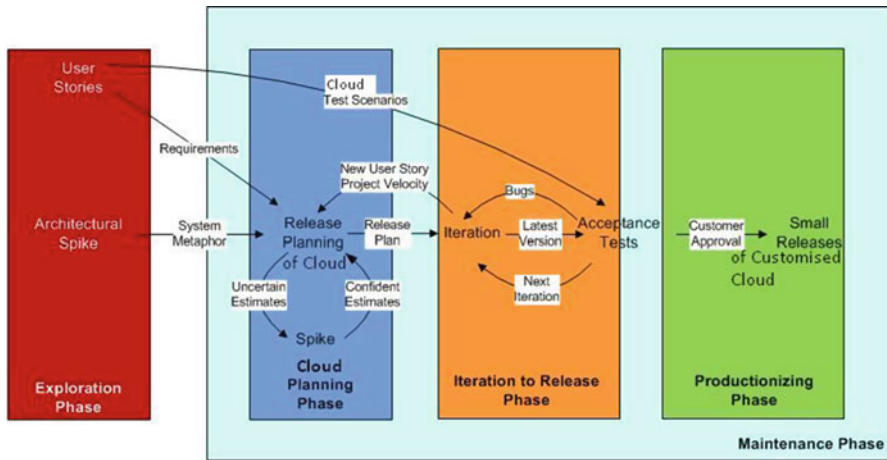 User
Stories
Cloud
Test Scenarios
Requirements
New User Story
Project Velocity
Bugs
Architectural
Spike
System
Metaphor
Release
Planning
of Cloud
Release
Plan
Iteration
Latest
Version
Acceptance
Tests
Customer
Approval
Small
Releases
of Customised
Cloud
Uncertain
Estimates
Confident
Estimates
Next
Iteration
Spike
Exploration
Phase
Cloud
Planning
Phase
Iteration to Release
Phase
Productionizing
Phase
Maintenance Phase